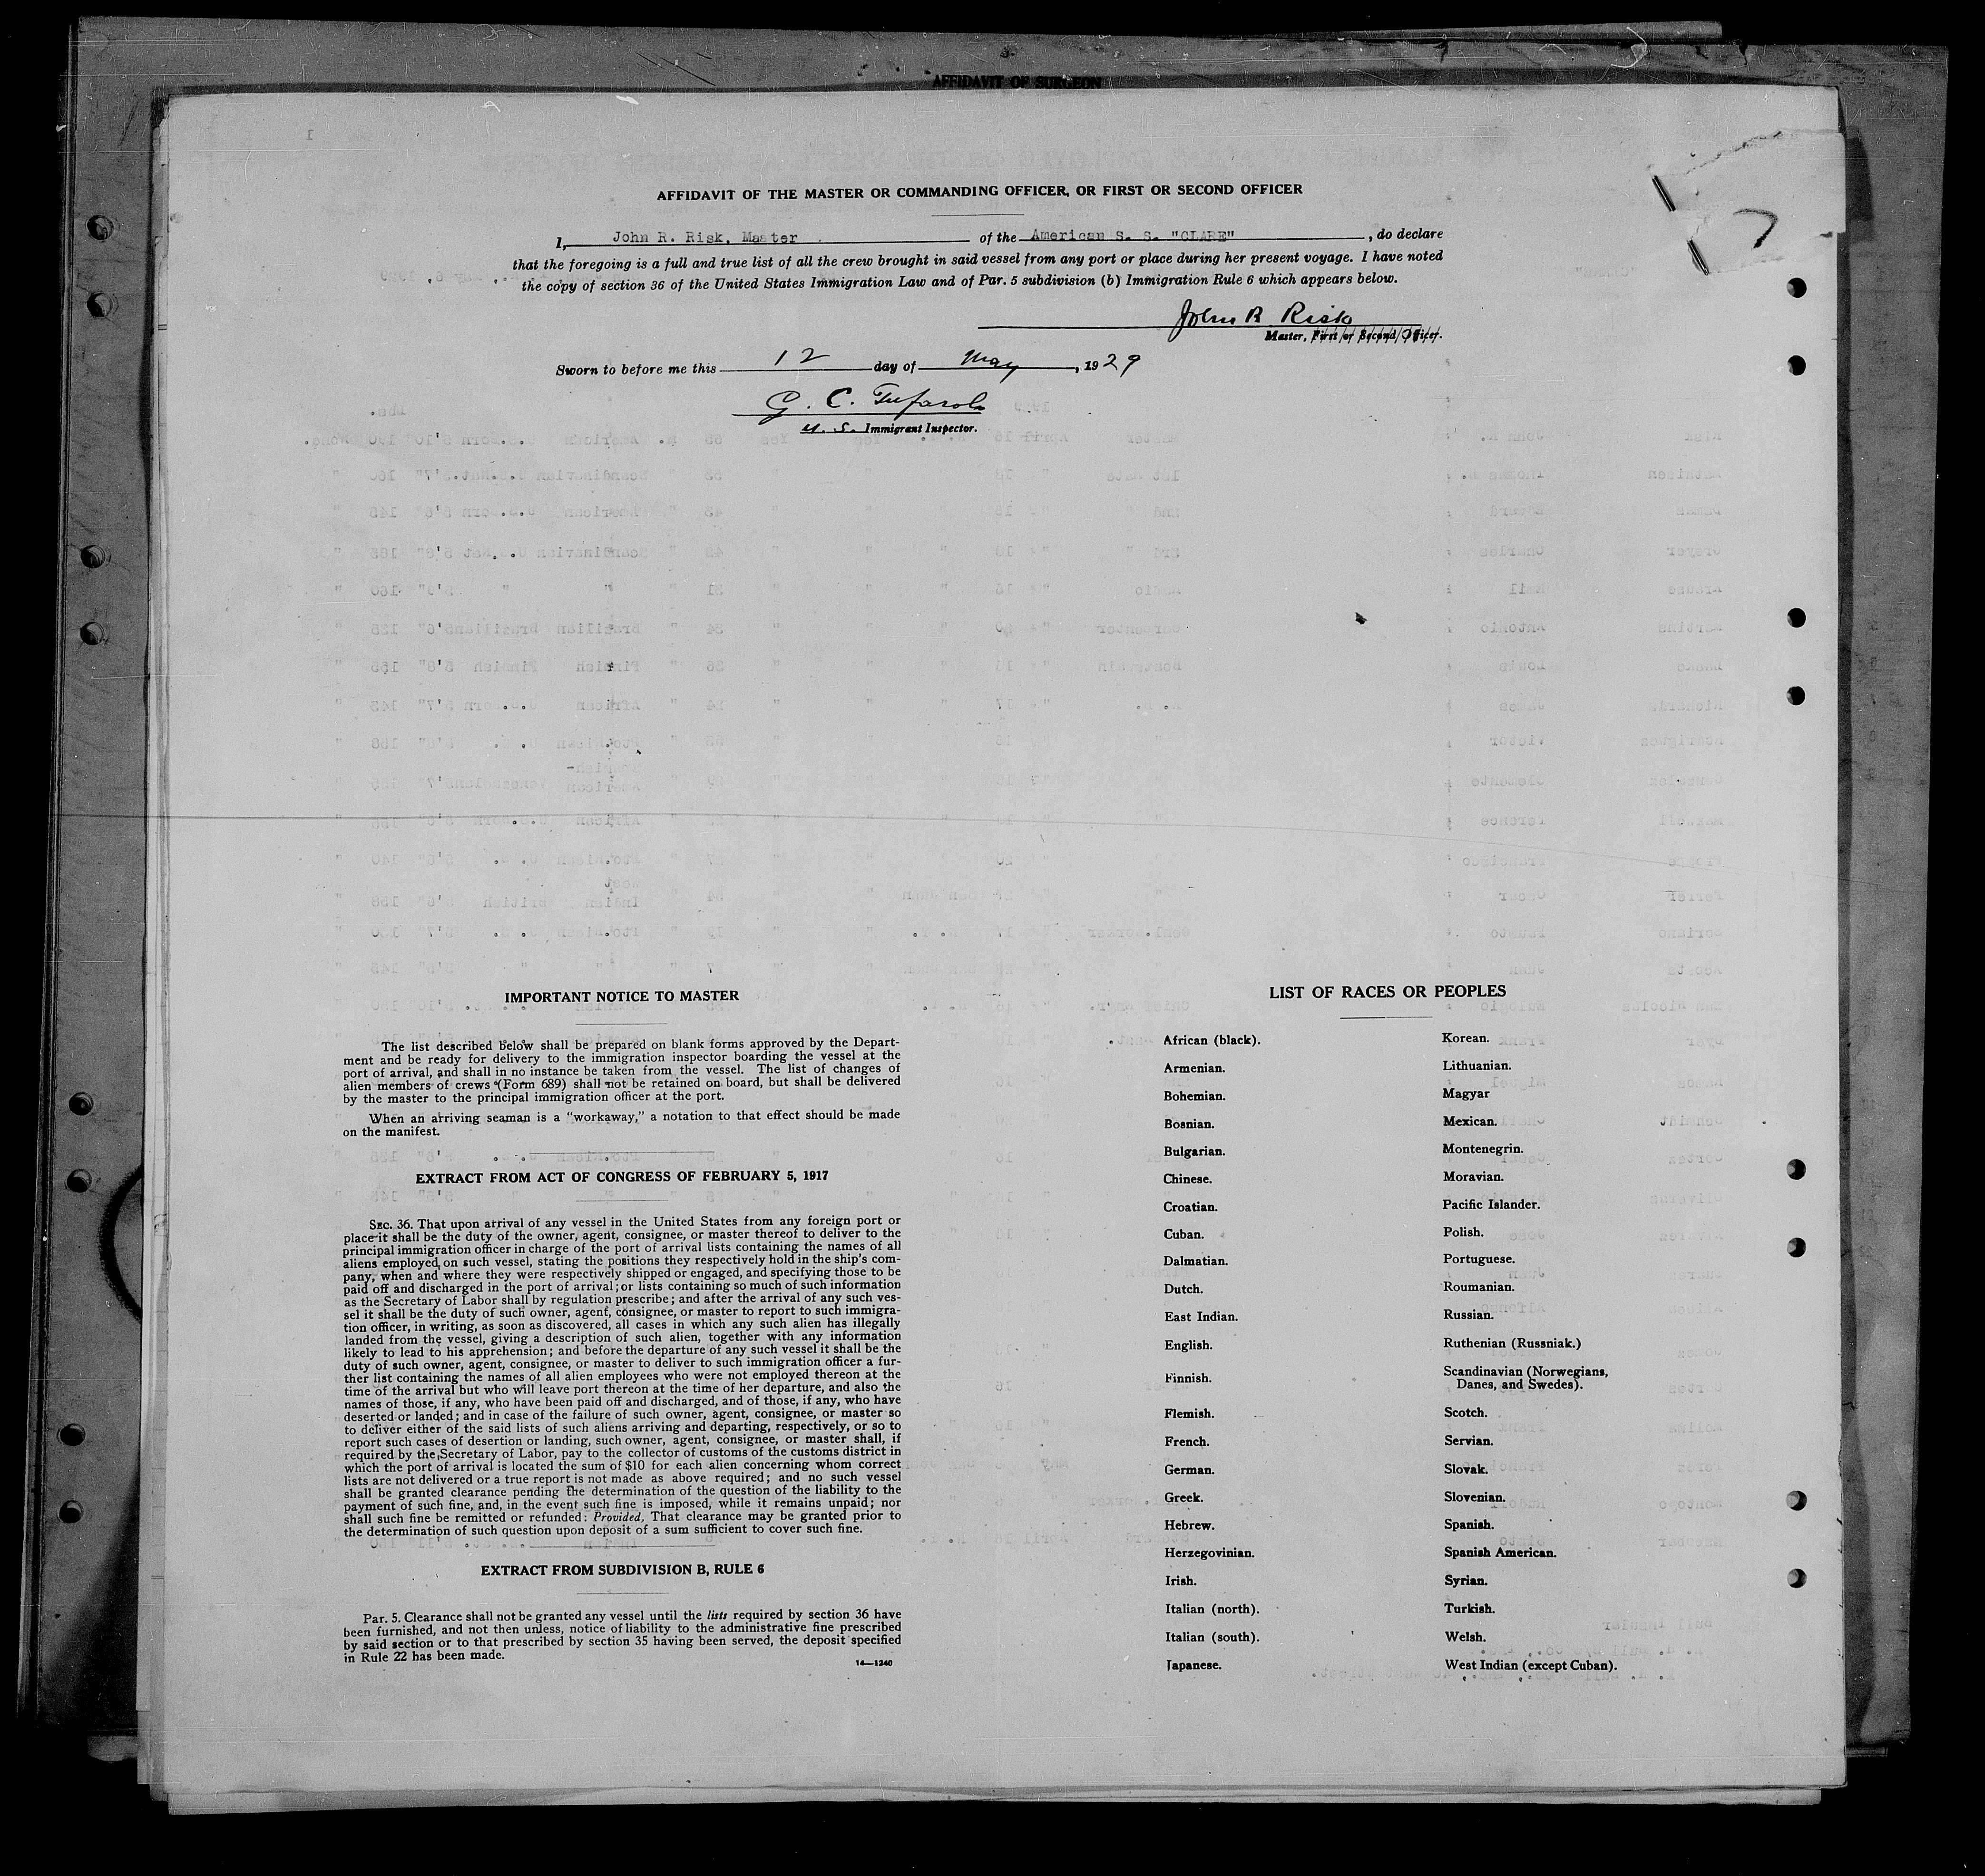 AFFIDAVIT OF SURGEON
AFFIDAVIT OF THE MASTER OR COMMANDING OFFICER, OR FIRST OR SECOND OFFICER
I, John R. Risk, Master of the American S. S. "CLARE", do declare
that the foregoing is a full and true list of all the crew brought in said vessel from any port or place during her present voyage. I have noted
the copy of section 36 of the United States Immigration Law and of Par. 5 subdivision (b) Immigration Rule 6 which appears below.
John R Risk
Master, First or Second Officer.
Sworn to before me this 12 day of May, 1929
G. C.
U. S. Immigrant Inspector.
7
IMPORTANT NOTICE TO MASTER
The list described below shall be prepared on blank forms approved by the Depart-
ment and be ready for delivery to the immigration inspector boarding the vessel at the
port of arrival, and shall in no instance be taken from the vessel. The list of changes of
alien members of crews (Form 689) shall not be retained on board, but shall be delivered
by the master to the principal immigration officer at the port.
When an arriving seaman is a "workaway," a notation to that effect should be made
on the manifest.
EXTRACT FROM ACT OF CONGRESS OF FEBRUARY 5, 1917
SEC. 36. That upon arrival of any vessel in the United States from any foreign port or
place it shall be the duty of the owner, agent, consignee, or master thereof to deliver to the
principal immigration officer in charge of the port of arrival lists containing the names of all
aliens employed on such vessel, stating the positions they respectively hold in the ship's com-
pany, when and where they were respectively shipped or engaged, and specifying those to be
paid off and discharged in the port of arrival; or lists containing so much of such information
as the Secretary of Labor shall by regulation prescribe; and after the arrival of any such ves-
sel it shall be the duty of such owner, agent, consignee, or master to report to such immigra-
tion officer, in writing, as soon as discovered, all cases in which any such alien has illegally
landed from the vessel, giving a description of such alien, together with any information
likely to lead to his apprehension; and before the departure of any such vessel it shall be the
duty of such owner, agent, consignee, or master to deliver to such immigration officer a fur-
ther list containing the names of all alien employees who were not employed thereon at the
time of the arrival but who will leave port thereon at the time of her departure, and also the
names of those, if any, who have been paid off and discharged, and of those, if any, who have
deserted or landed; and in case of the failure of such owner, agent, consignee, or master so
to deliver either of the said lists of such aliens arriving and departing, respectively, or so to
report such cases of desertion or landing, such owner, agent, consignee, or master shall, if
required by the Secretary of Labor, pay to the collector of customs of the customs district in
which the port of arrival is located the sum of $10 for each alien concerning whom correct
lists are not delivered or a true report is not made as above required; and no such vessel
shall be granted clearance pending the determination of the question of the liability to the
payment of such fine, and, in the event such fine is imposed, while it remains unpaid; nor
shall such fine be remitted or refunded: Provided, That clearance may be granted prior to
the determination of such question upon deposit of a sum sufficient to cover such fine.
EXTRACT FROM SUBDIVISION B, RULE 6
Par. 5. Clearance shall not be granted any vessel until the lists required by section 36 have
been furnished, and not then unless, notice of liability to the administrative fine prescribed
by said section or to that prescribed by section 35 having been served, the deposit specified
in Rule 22 has been made.
14—1240
LIST OF RACES OR PEOPLES
African (black).
Armenian.
Bohemian.
Bosnian.
Bulgarian.
Chinese.
Croatian.
Cuban.
Dalmatian.
Dutch.
East Indian.
English.
Finnish.
Flemish.
French.
German.
Greek.
Hebrew.
Herzegovinian.
Irish.
Italian (north).
Italian (south).
Japanese.
Korean.
Lithuanian.
Magyar
Mexican.
Montenegrin.
Moravian.
Pacific Islander.
Polish.
Portuguese.
Roumanian.
Russian.
Ruthenian (Russniak.)
Scandinavian (Norwegians,
Danes, and Swedes).
Scotch.
Servian.
Slovak.
Slovenian.
Spanish.
Spanish American.
Syrian.
Turkish.
Welsh.
West Indian (except Cuban).